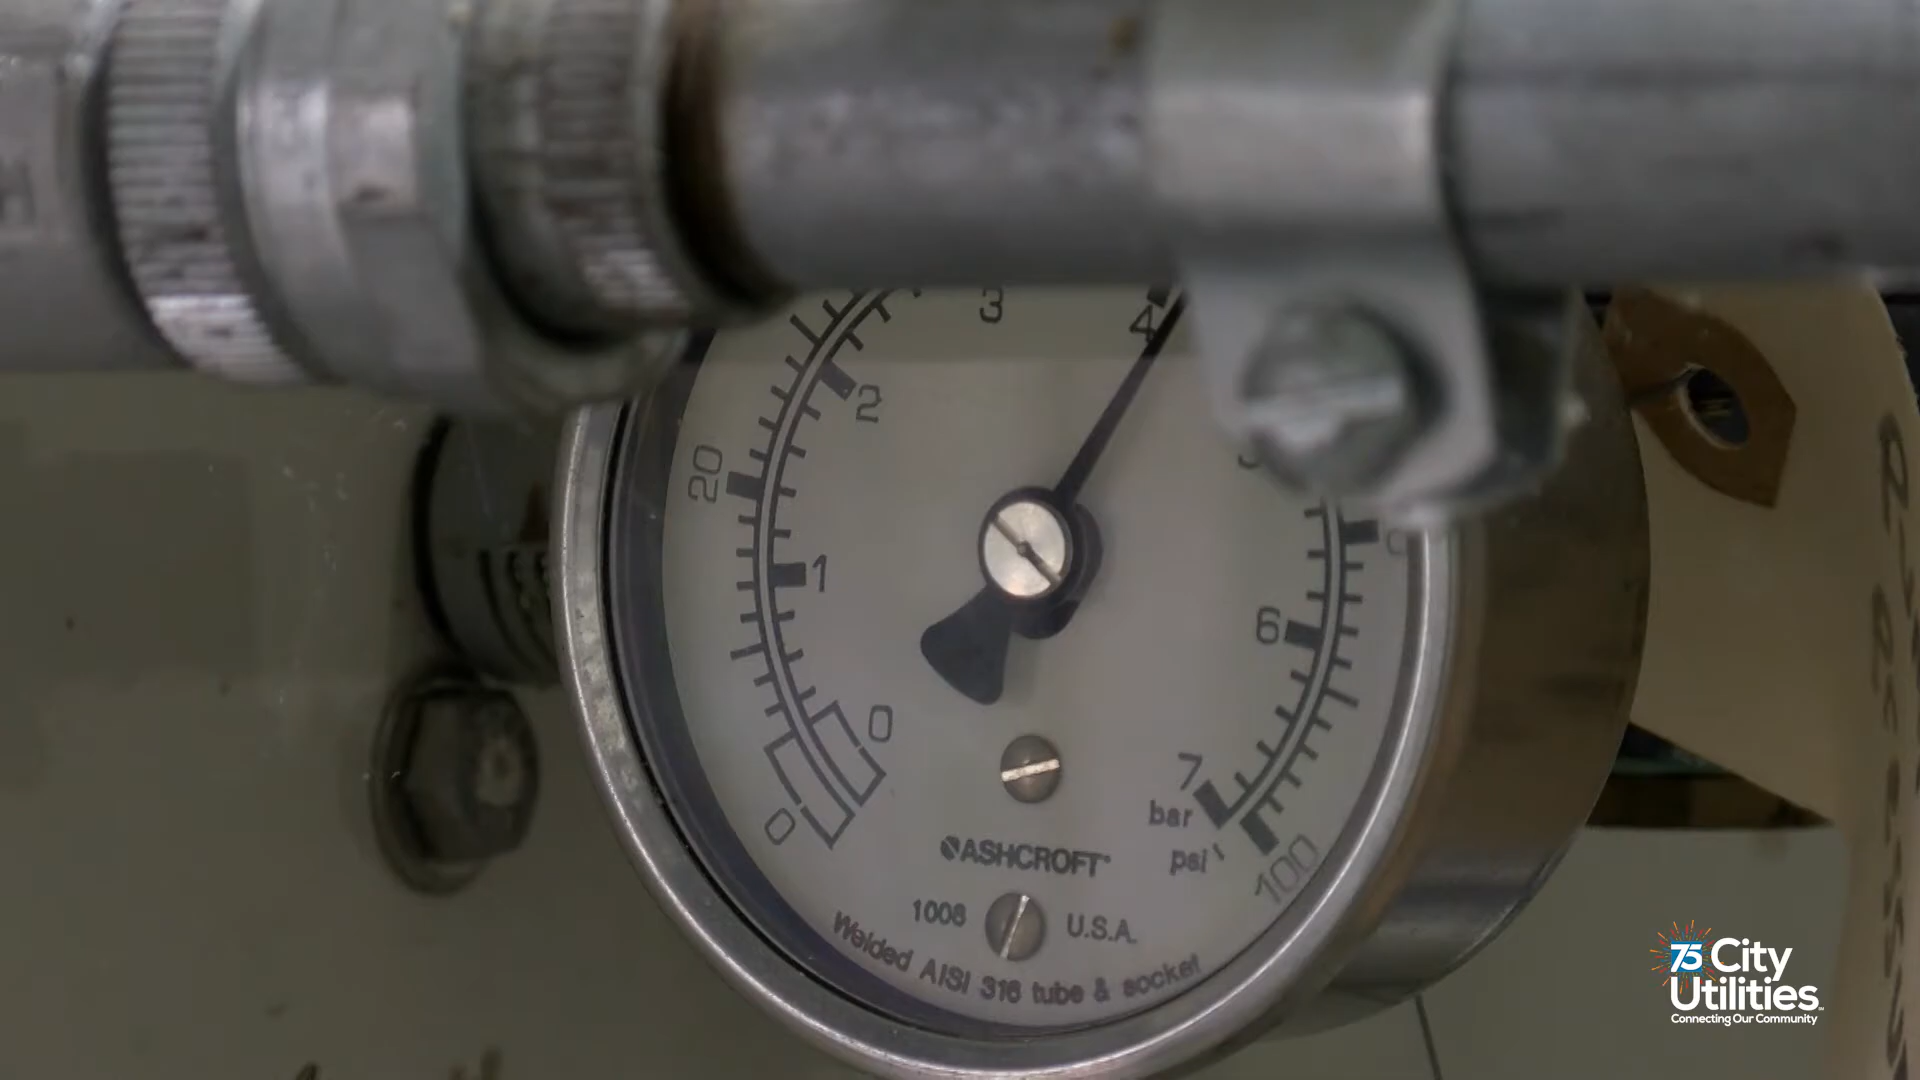 3
4
2
20
1
6
0
0
7
bar
psi
100
ASHCROFT
1008
U.S.A.
Welded AISI 316 tube & socket
75 City
Utilities
Connecting Our Community